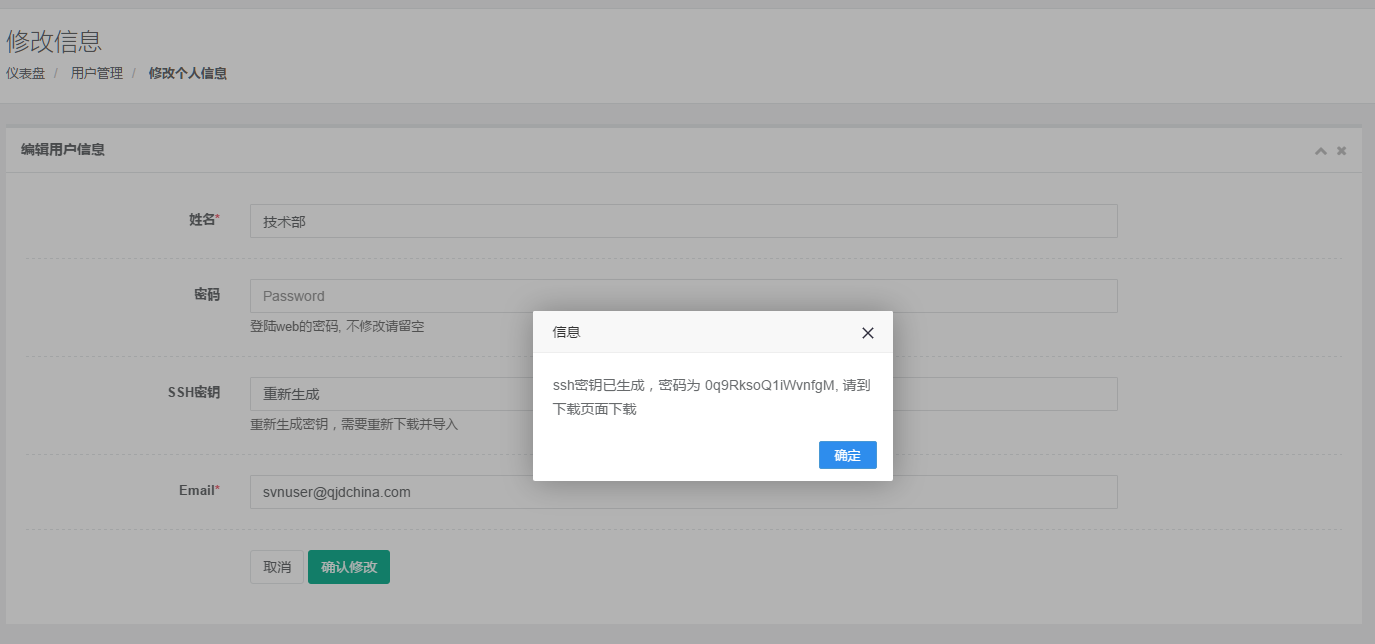 修改信息
仪表盘 / 用户管理 / 修改个人信息
编辑用户信息
姓名* 技术部
密码 Password
登陆web的密码, 不修改请留空
信息
SSH密钥 重新生成
ssh密钥已生成，密码为 0q9RksoQ1iWvnfgM, 请到
下载页面下载
重新生成密钥，需要重新下载并导入
确定
Email* svnuser@qjdchina.com
取消 确认修改